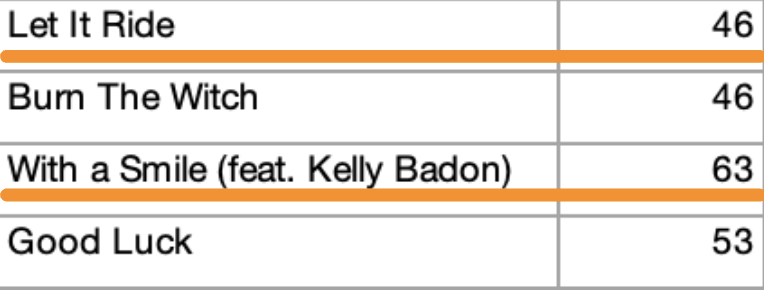 Let It Ride 46
Burn The Witch 46
With a Smile (feat. Kelly Badon) 63
Good Luck 53